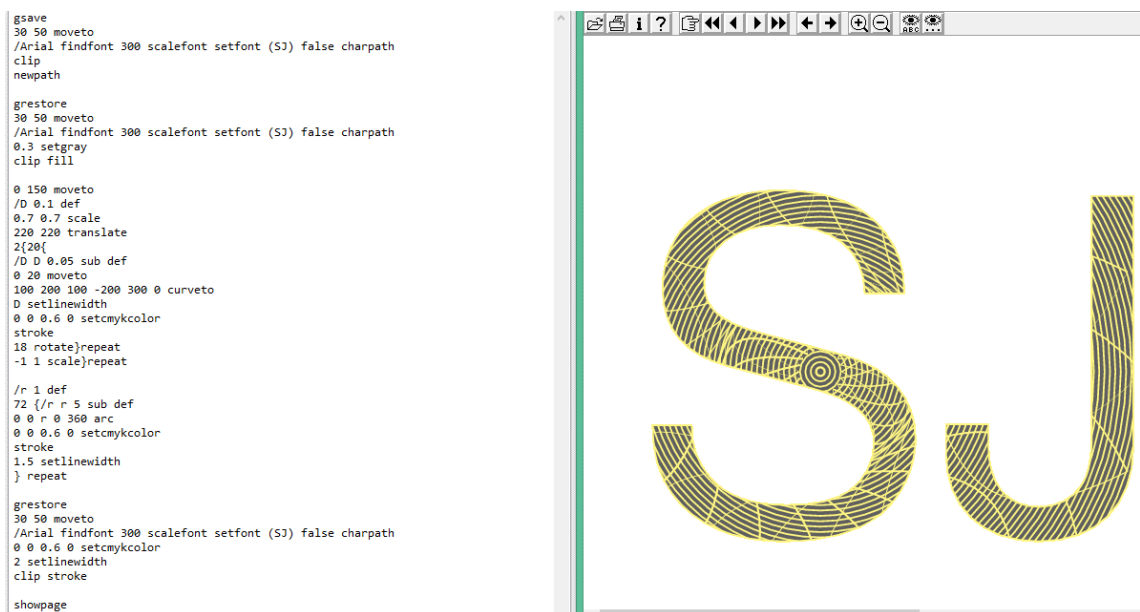 gsave
30 50 moveto
/Arial findfont 300 scalefont setfont (SJ) false charpath
clip
newpath
grestore
30 50 moveto
/Arial findfont 300 scalefont setfont (SJ) false charpath
0.3 setgray
clip fill
0 150 moveto
/D 0.1 def
0.7 0.7 scale
220 220 translate
2{20{
/D D 0.05 sub def
0 20 moveto
100 200 100 -200 300 0 curveto
D setlinewidth
0 0 0.6 0 setcmykcolor
stroke
18 rotate}repeat
-1 1 scale}repeat
/r 1 def
72 {/r r 5 sub def
0 0 r 0 360 arc
0 0 0.6 0 setcmykcolor
stroke
1.5 setlinewidth
} repeat
grestore
30 50 moveto
/Arial findfont 300 scalefont setfont (SJ) false charpath
0 0 0.6 0 setcmykcolor
2 setlinewidth
clip stroke
showpage
i ?
ABC ...
SJ